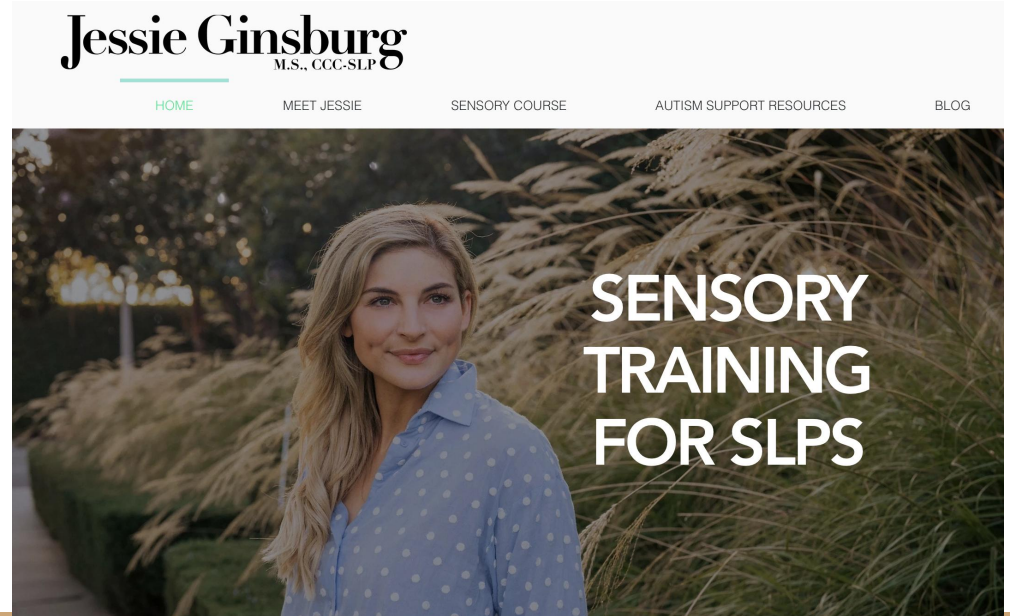 Jessie Ginsburg
M.S., CCC-SLP
HOME MEET JESSIE SENSORY COURSE AUTISM SUPPORT RESOURCES BLOG
SENSORY
TRAINING
FOR SLPS